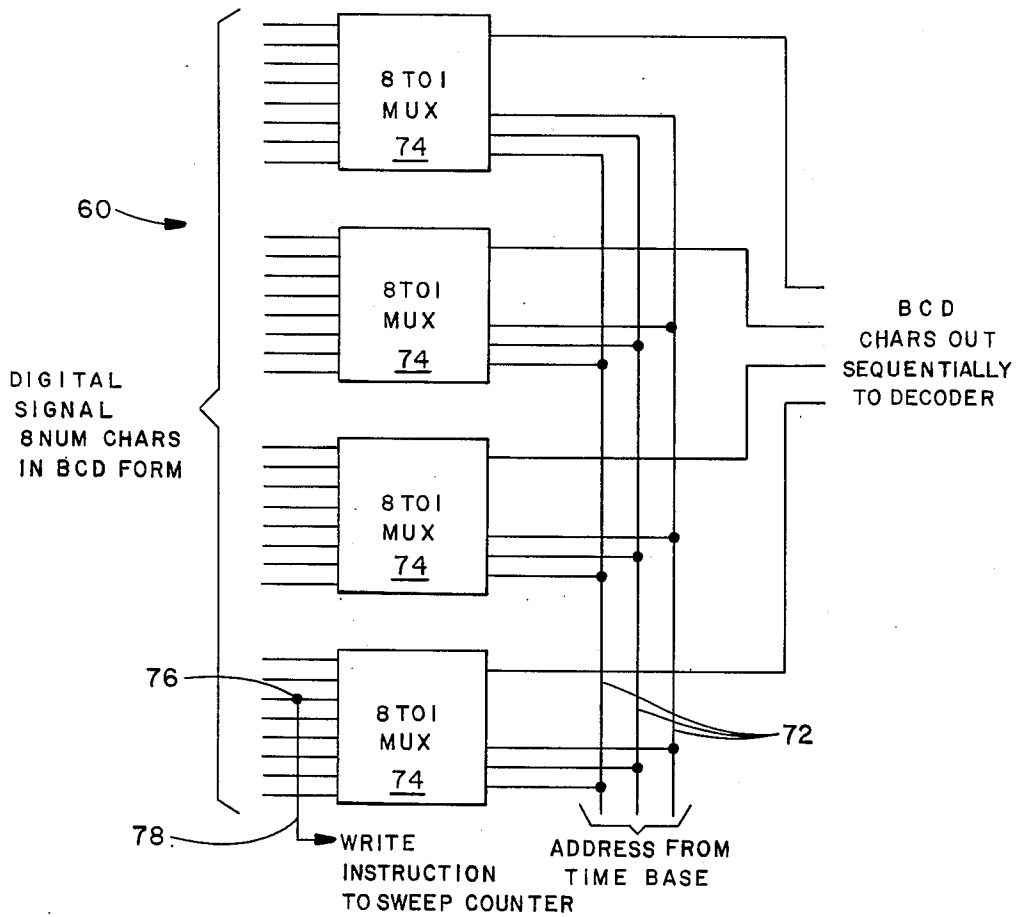 8 TO 1
MUX
74
60
8 TO 1
MUX
74
BCD
CHARS OUT
SEQUENTIALLY
TO DECODER
DIGITAL
SIGNAL
8 NUM CHARS
IN BCD FORM
8 TO 1
MUX
74
76
8 TO 1
MUX
74
72
78
WRITE
INSTRUCTION
TO SWEEP COUNTER
ADDRESS FROM
TIME BASE